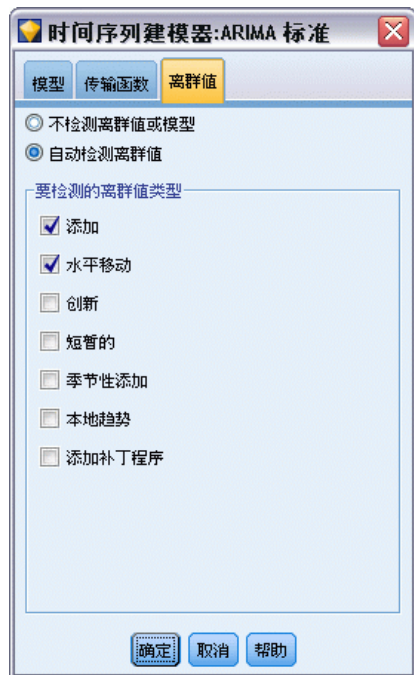 时间序列建模器:ARIMA 标准
模型 传输函数 离群值
不检测离群值或模型
自动检测离群值
要检测的离群值类型
添加
水平移动
创新
短暂的
季节性添加
本地趋势
添加补丁程序
确定 取消 帮助